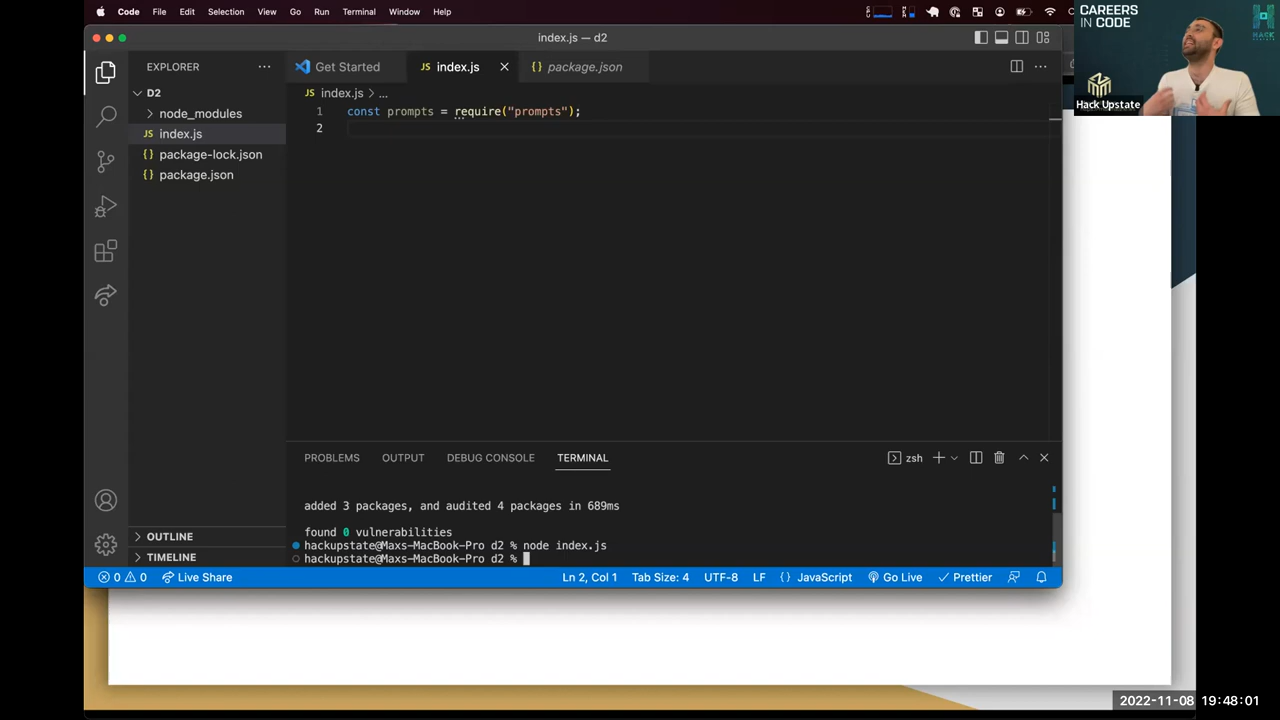 Code File Edit Selection View Go Run Terminal Window Help
index.js — d2
EXPLORER
Get Started
JS index.js
{} package.json
D2
node_modules
JS index.js
{} package-lock.json
{} package.json
JS index.js > ...
1 const prompts = require("prompts");
2
PROBLEMS OUTPUT DEBUG CONSOLE TERMINAL
zsh
added 3 packages, and audited 4 packages in 689ms
found 0 vulnerabilities
hackupstate@Maxs-MacBook-Pro d2 % node index.js
hackupstate@Maxs-MacBook-Pro d2 %
OUTLINE
TIMELINE
0 0 Live Share Ln 2, Col 1 Tab Size: 4 UTF-8 LF {} JavaScript Go Live Prettier
CAREERS
IN CODE
HACK
Hack Upstate
2022-11-08 19:48:01